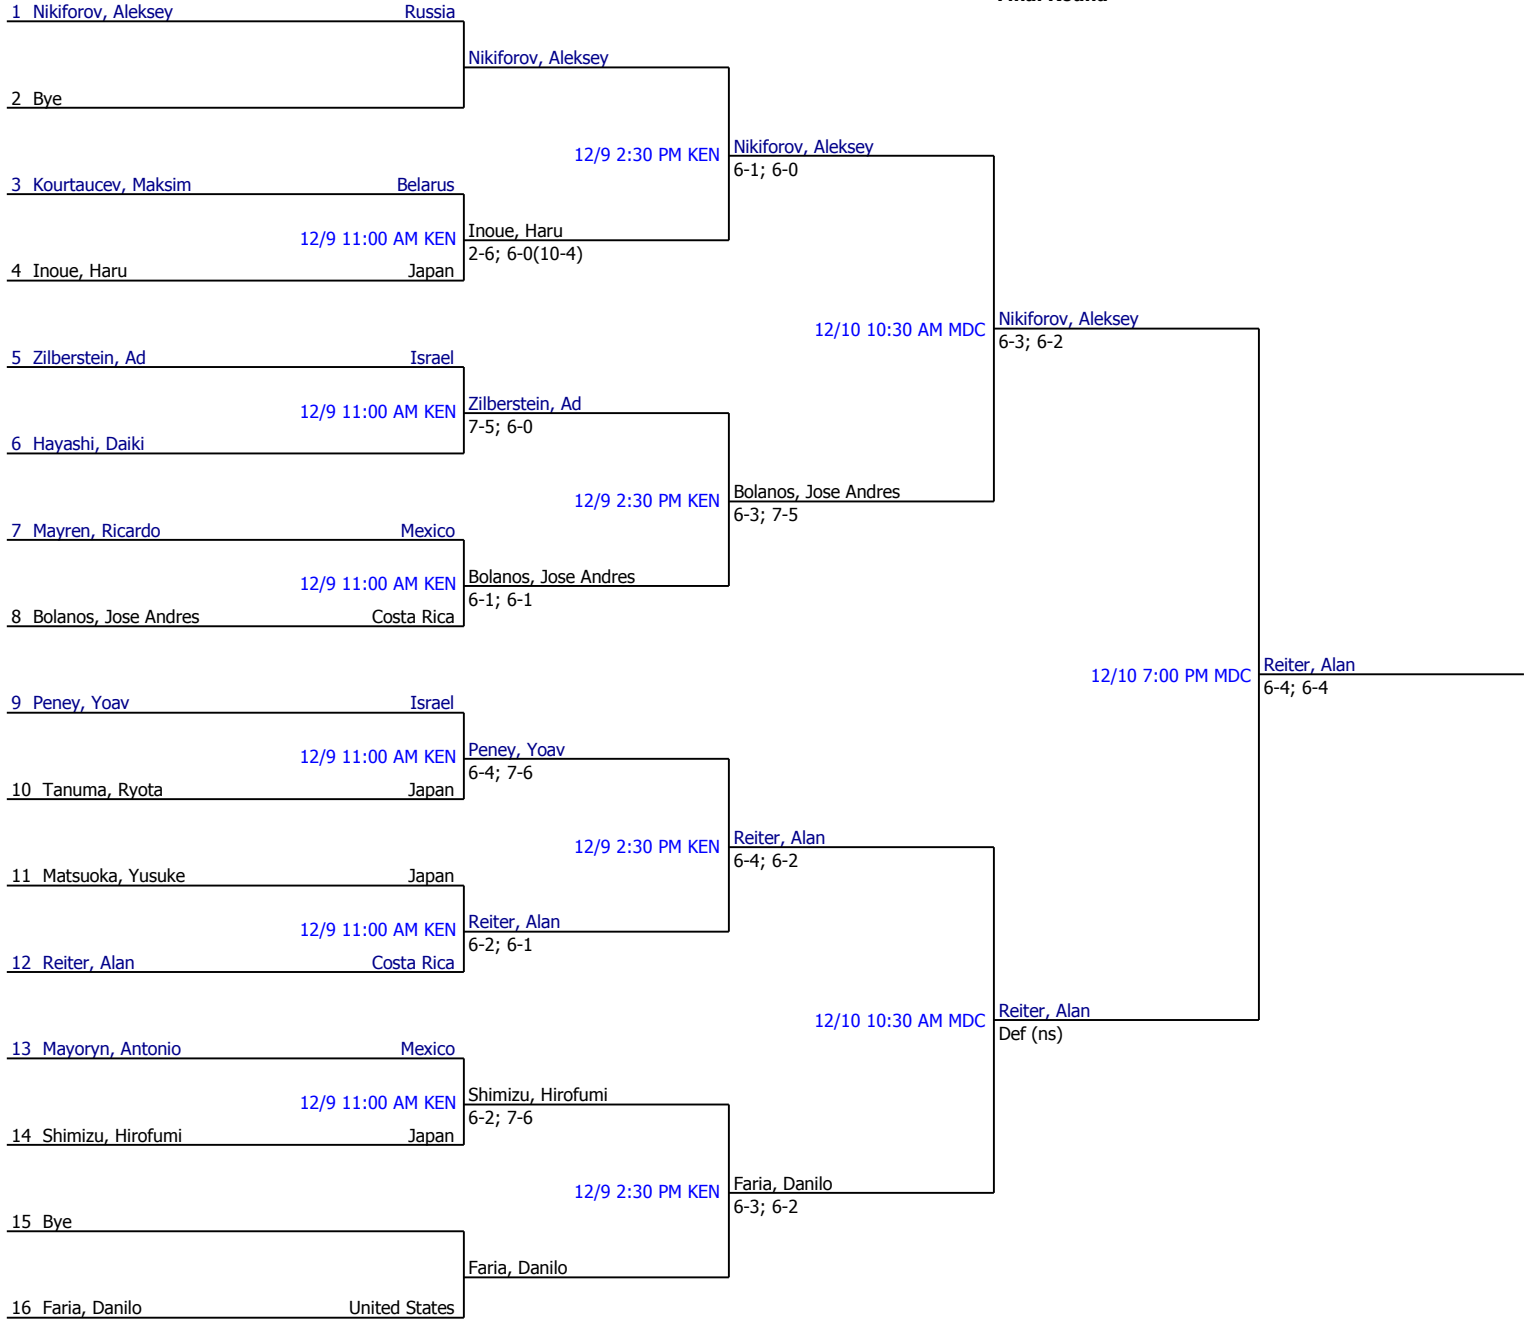 1 Nikiforov, Aleksey Russia
Nikiforov, Aleksey
2 Bye
12/9 2:30 PM KEN Nikiforov, Aleksey
6-1; 6-0
3 Kourtaucev, Maksim Belarus
12/9 11:00 AM KEN Inoue, Haru
2-6; 6-0(10-4)
4 Inoue, Haru Japan
12/10 10:30 AM MDC Nikiforov, Aleksey
6-3; 6-2
5 Zilberstein, Ad Israel
12/9 11:00 AM KEN Zilberstein, Ad
7-5; 6-0
6 Hayashi, Daiki
12/9 2:30 PM KEN Bolanos, Jose Andres
6-3; 7-5
7 Mayren, Ricardo Mexico
12/9 11:00 AM KEN Bolanos, Jose Andres
6-1; 6-1
8 Bolanos, Jose Andres Costa Rica
12/10 7:00 PM MDC Reiter, Alan
6-4; 6-4
9 Peney, Yoav Israel
12/9 11:00 AM KEN Peney, Yoav
6-4; 7-6
10 Tanuma, Ryota Japan
12/9 2:30 PM KEN Reiter, Alan
6-4; 6-2
11 Matsuoka, Yusuke Japan
12/9 11:00 AM KEN Reiter, Alan
6-2; 6-1
12 Reiter, Alan Costa Rica
12/10 10:30 AM MDC Reiter, Alan
Def (ns)
13 Mayoryn, Antonio Mexico
12/9 11:00 AM KEN Shimizu, Hirofumi
6-2; 7-6
14 Shimizu, Hirofumi Japan
12/9 2:30 PM KEN Faria, Danilo
6-3; 6-2
15 Bye
Faria, Danilo
16 Faria, Danilo United States